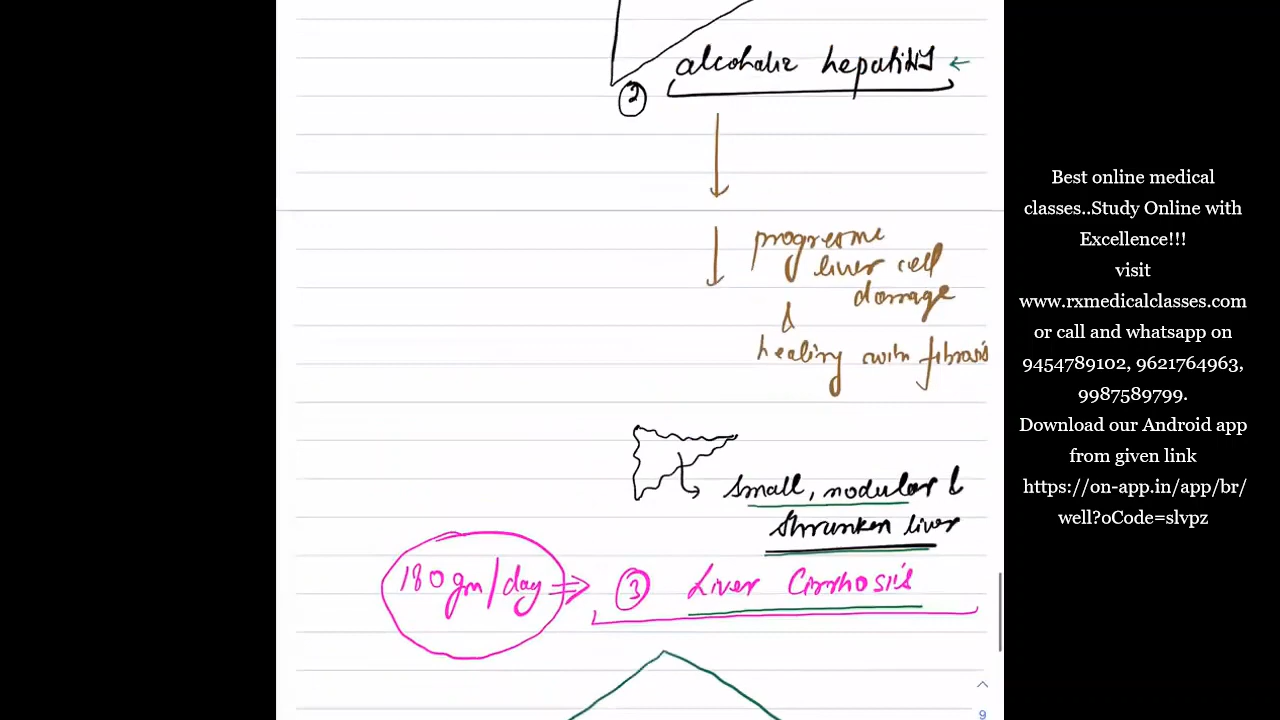 alcoholic hepatitis ←
②
progressive
liver cell
damage
&
healing with fibrosis
small, nodular &
shrunken liver
180 gm/day ⇒ ③ Liver Cirrhosis
9
Best online medical
classes..Study Online with
Excellence!!!
visit
www.rxmedicalclasses.com
or call and whatsapp on
9454789102, 9621764963,
9987589799.
Download our Android app
from given link
https://on-app.in/app/br/
well?oCode=slvpz